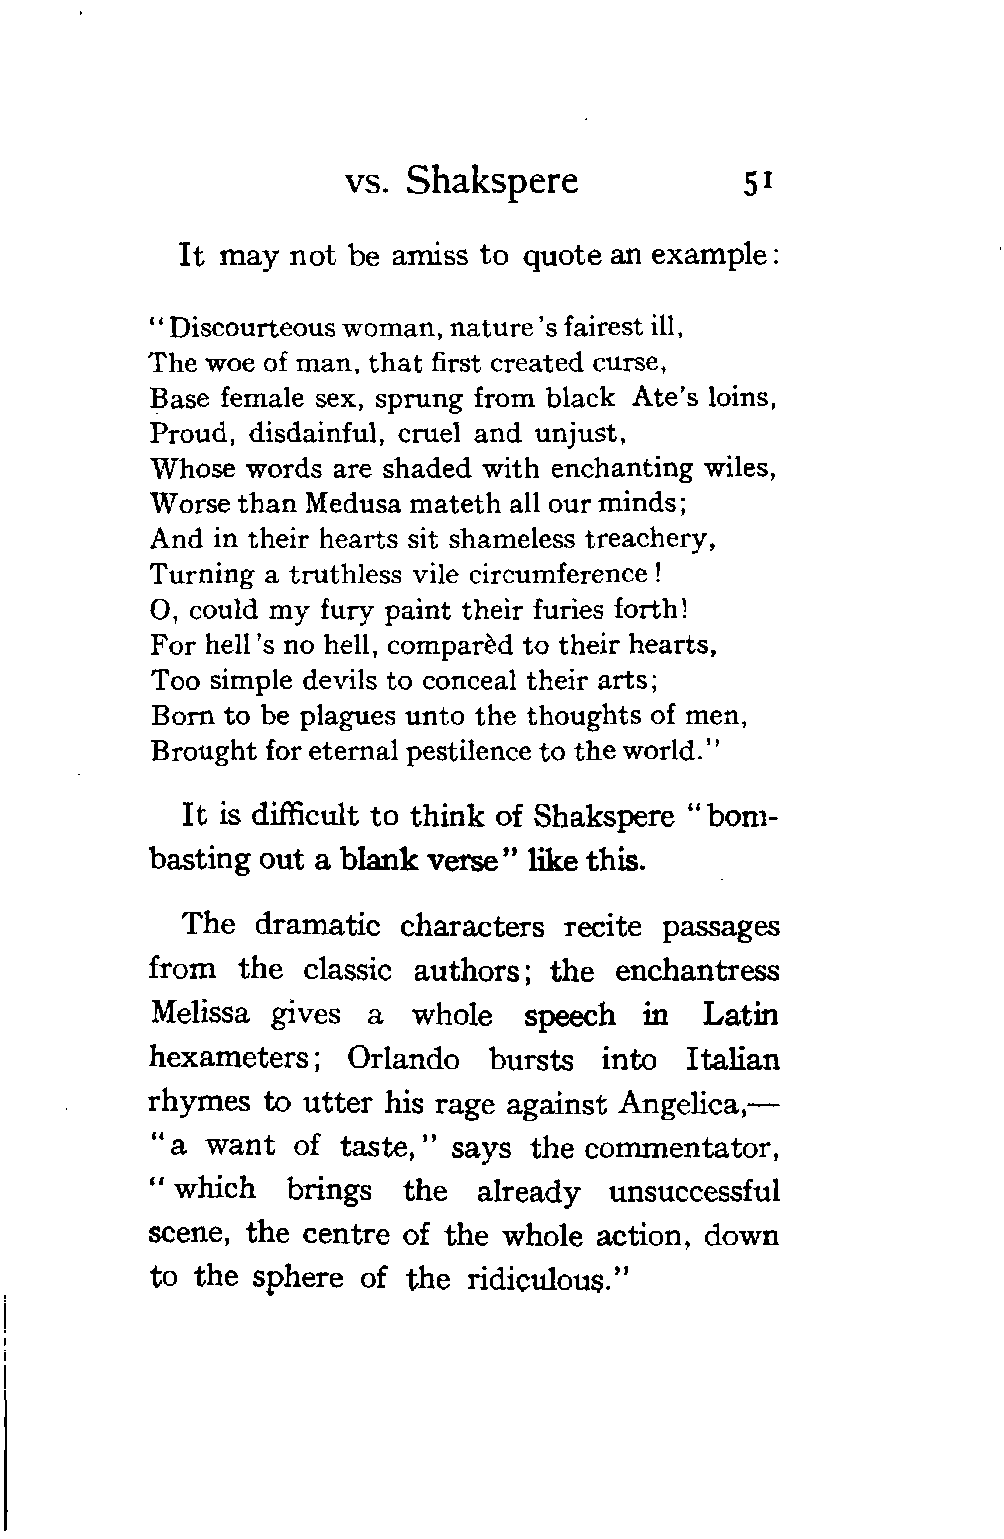 vs. Shakspere 51
It may not be amiss to quote an example:
"Discourteous woman, nature's fairest ill,
The woe of man, that first created curse,
Base female sex, sprung from black Ate's loins,
Proud, disdainful, cruel and unjust,
Whose words are shaded with enchanting wiles,
Worse than Medusa mateth all our minds;
And in their hearts sit shameless treachery,
Turning a truthless vile circumference!
O, could my fury paint their furies forth!
For hell's no hell, comparèd to their hearts,
Too simple devils to conceal their arts;
Born to be plagues unto the thoughts of men,
Brought for eternal pestilence to the world."
It is difficult to think of Shakspere "bom-
basting out a blank verse" like this.
The dramatic characters recite passages
from the classic authors; the enchantress
Melissa gives a whole speech in Latin
hexameters; Orlando bursts into Italian
rhymes to utter his rage against Angelica,—
"a want of taste," says the commentator,
"which brings the already unsuccessful
scene, the centre of the whole action, down
to the sphere of the ridiculous."